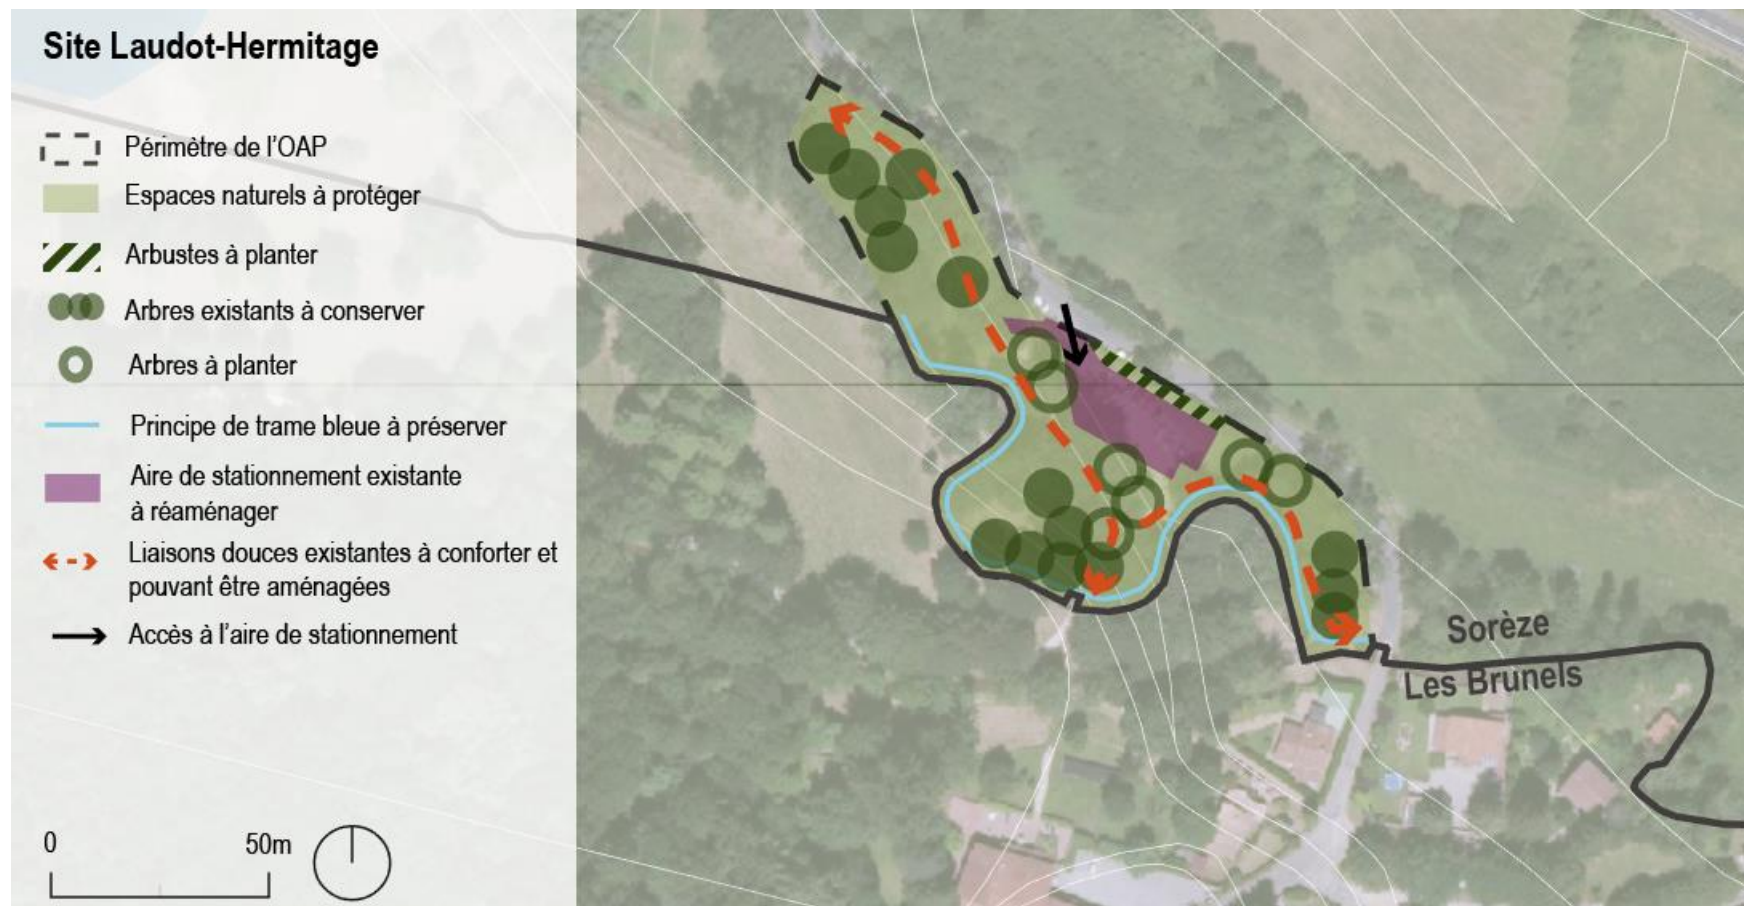 Site Laudot-Hermitage
Périmètre de l'OAP
Espaces naturels à protéger
Arbustes à planter
Arbres existants à conserver
Arbres à planter
Principe de trame bleue à préserver
Aire de stationnement existante
à réaménager
Liaisons douces existantes à conforter et
pouvant être aménagées
Accès à l'aire de stationnement
0 50m
Sorèze
Les Brunels